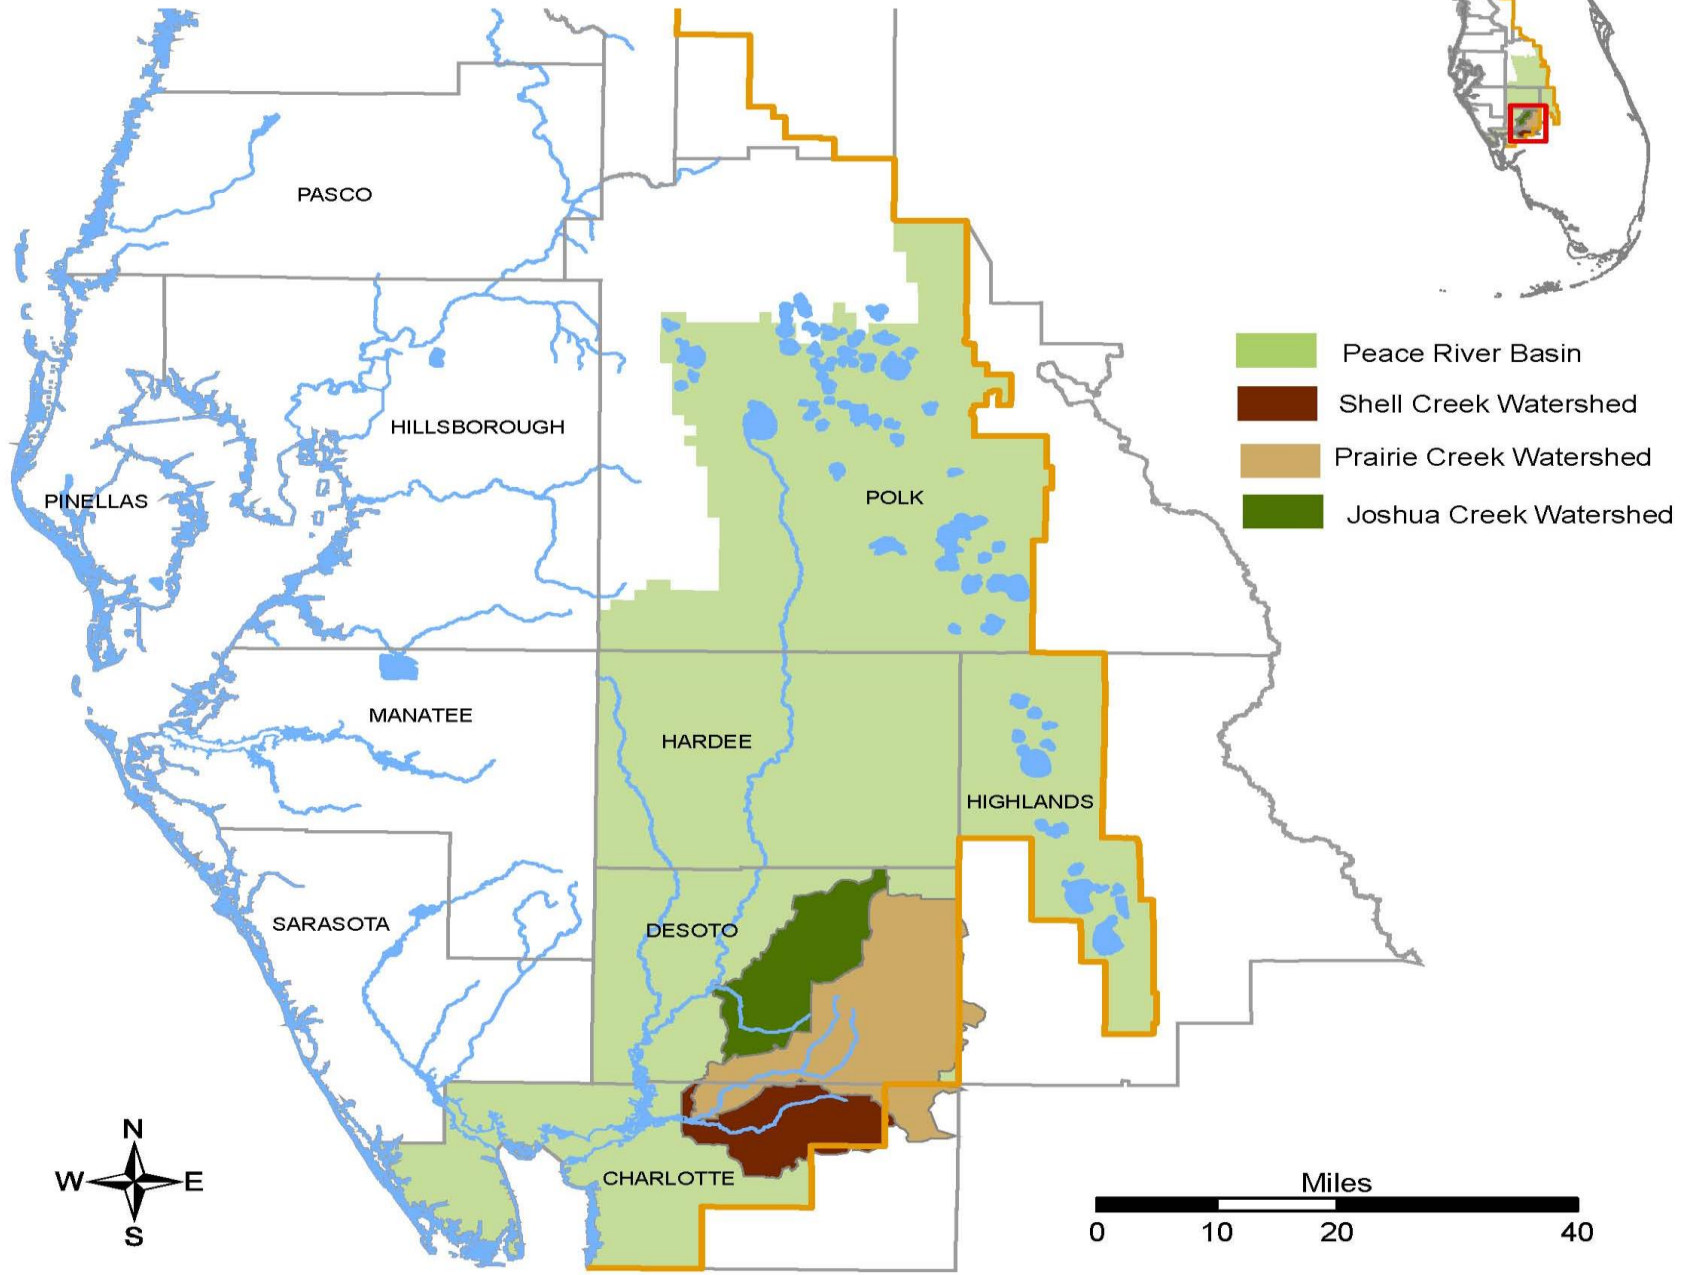 PASCO
Peace River Basin
Shell Creek Watershed
HILLSBOROUGH
Prairie Creek Watershed
PINELLAS
POLK
Joshua Creek Watershed
MANATEE
HARDEE
HIGHLANDS
SARASOTA
DESOTO
N
W E
S
CHARLOTTE
Miles
0 10 20 40